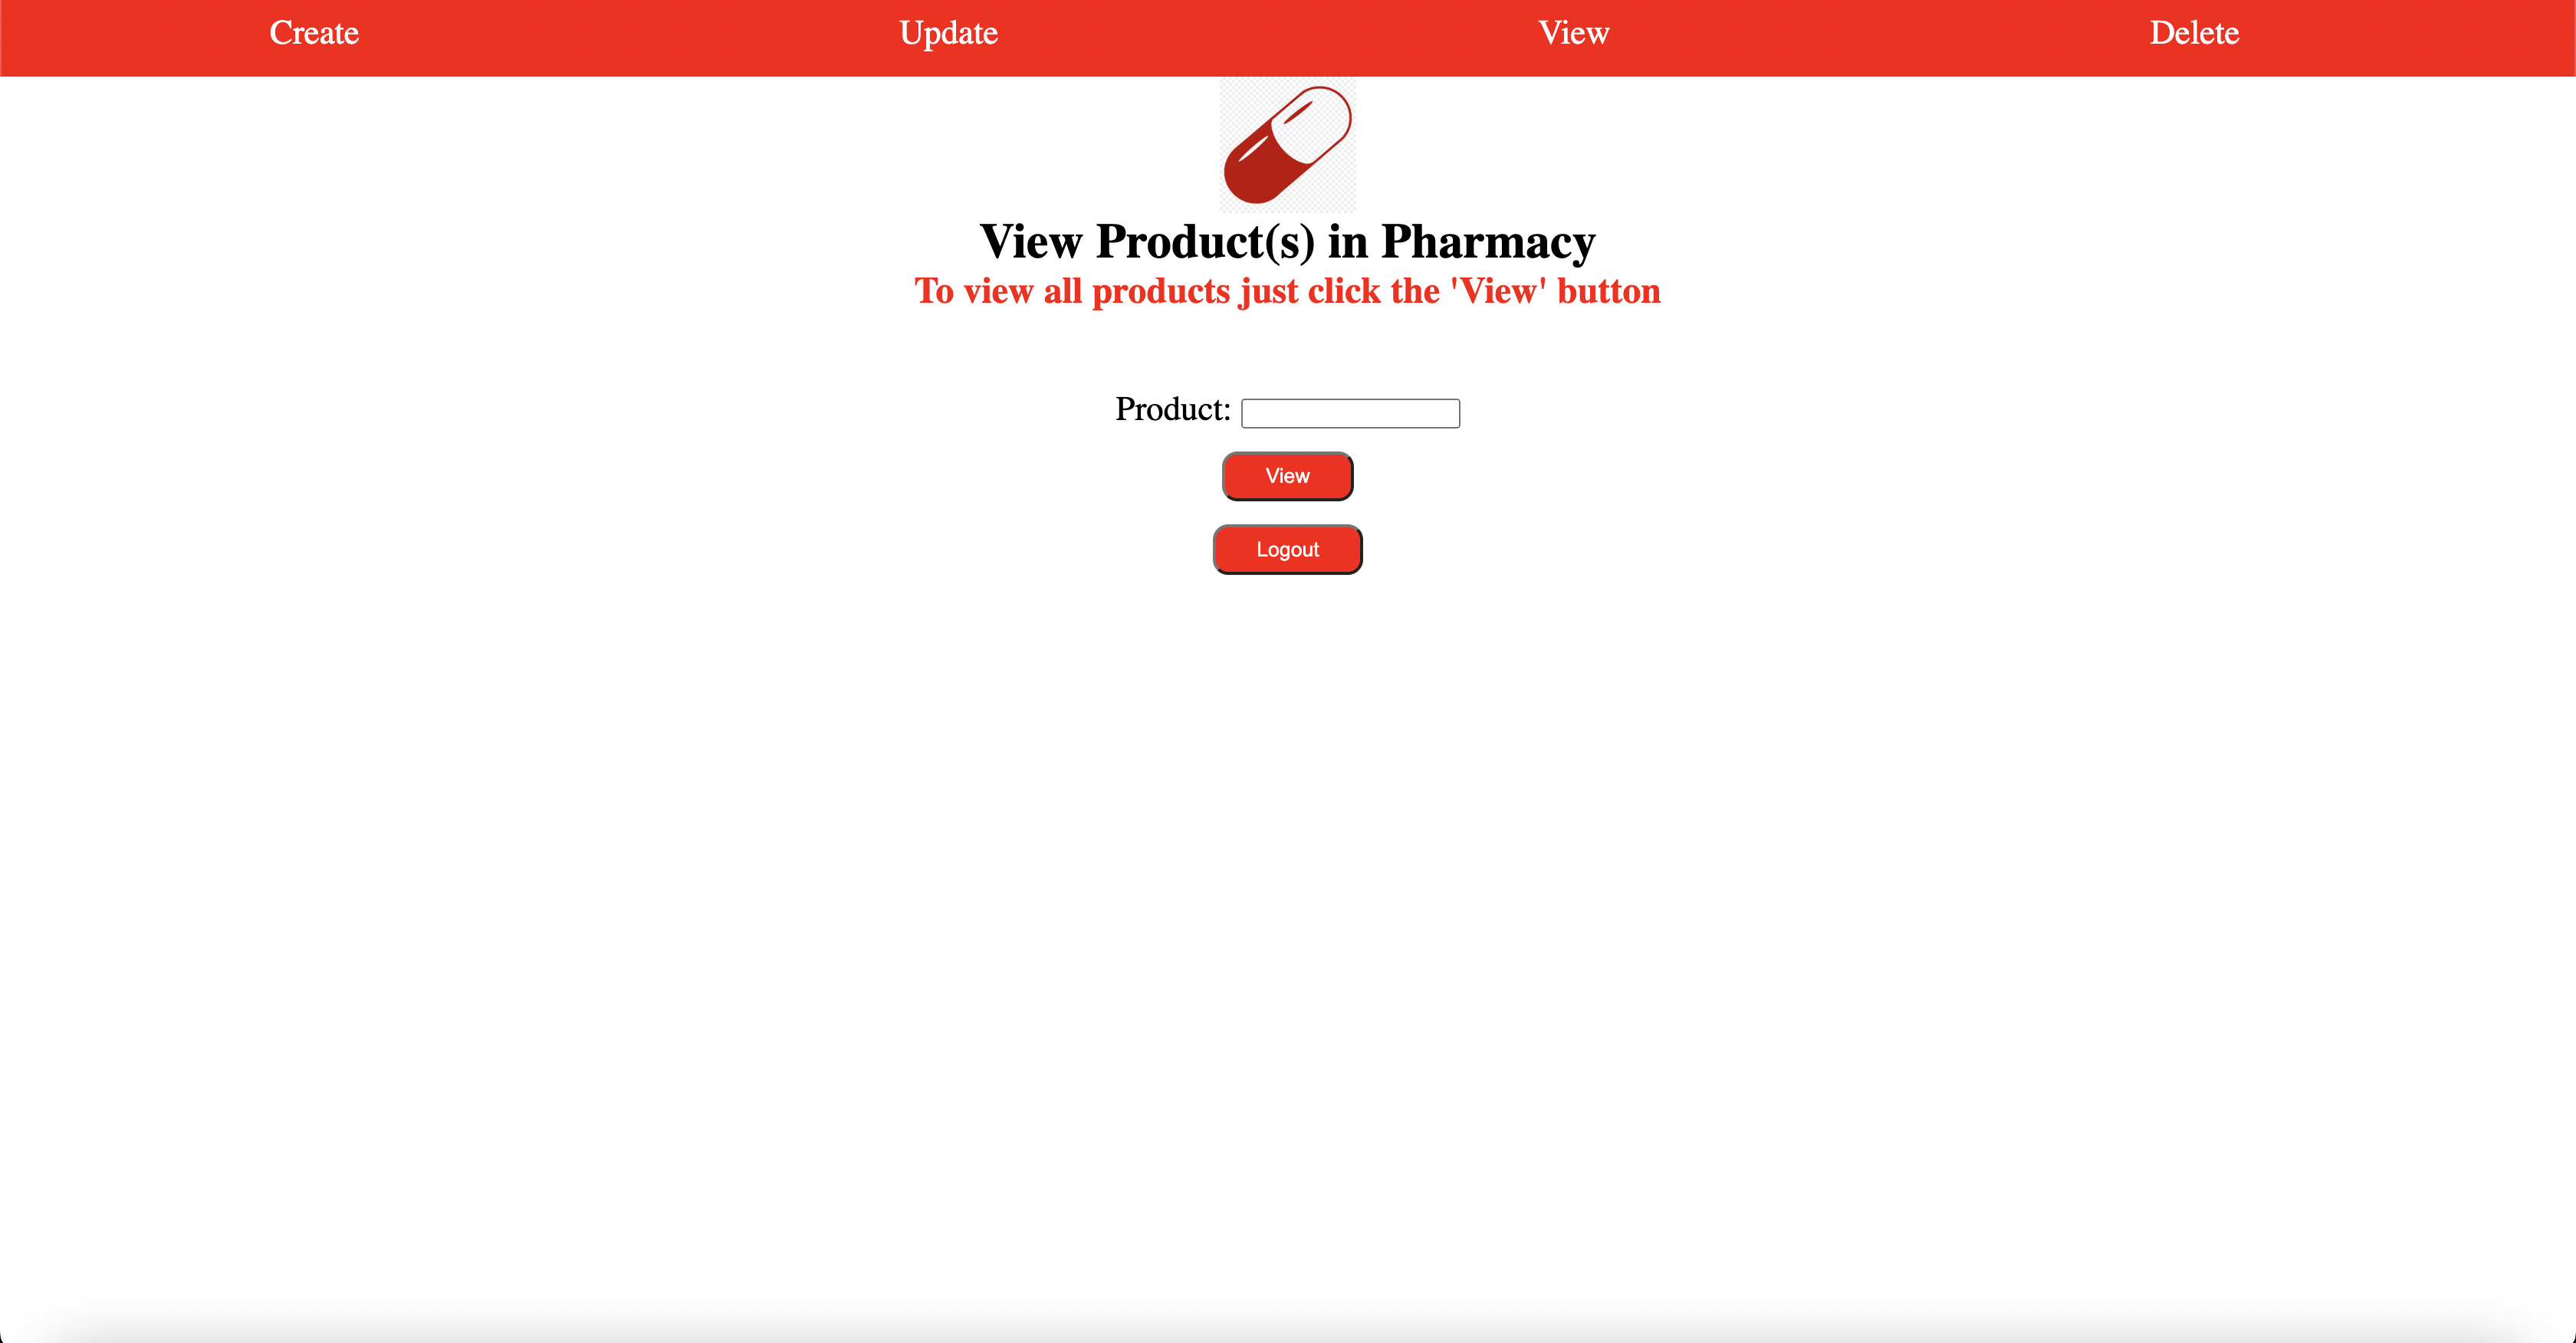 Create Update View Delete
View Product(s) in Pharmacy
To view all products just click the 'View' button
Product:
View
Logout